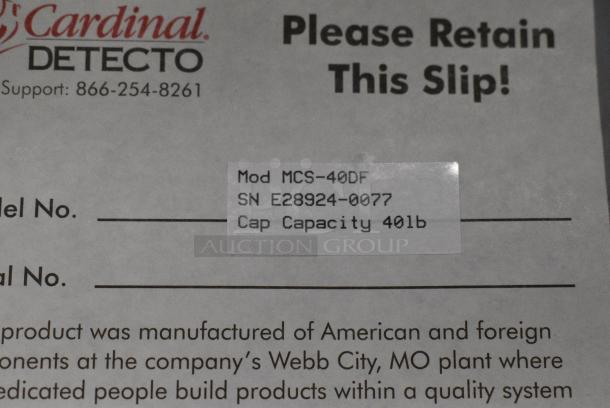 Cardinal.
DETECTO
Support: 866-254-8261
Please Retain
This Slip!
Mod MCS-40DF
SN E28924-0077
Cap Capacity 40lb
del No.
AUCTION GROUP
al No.
product was manufactured of American and foreign
onents at the company's Webb City, MO plant where
edicated people build products within a quality system